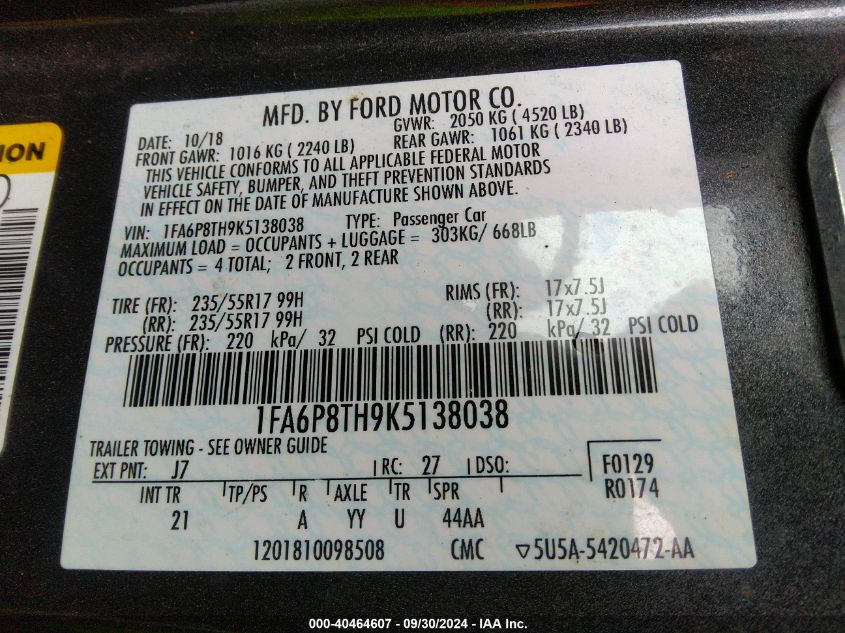 MFD. BY FORD MOTOR CO.
DATE: 10/18 GVWR: 2050 KG ( 4520 LB)
FRONT GAWR: 1016 KG ( 2240 LB) REAR GAWR: 1061 KG ( 2340 LB)
THIS VEHICLE CONFORMS TO ALL APPLICABLE FEDERAL MOTOR
VEHICLE SAFETY, BUMPER, AND THEFT PREVENTION STANDARDS
IN EFFECT ON THE DATE OF MANUFACTURE SHOWN ABOVE.
VIN: 1FA6P8TH9K5138038 TYPE: Passenger Car
MAXIMUM LOAD = OCCUPANTS + LUGGAGE = 303KG/ 668LB
OCCUPANTS = 4 TOTAL; 2 FRONT, 2 REAR
TIRE (FR): 235/55R17 99H RIMS (FR): 17x7.5J
(RR): 235/55R17 99H (RR): 17x7.5J
PRESSURE (FR): 220 kPa/ 32 PSI COLD (RR): 220 kPa/ 32 PSI COLD
1FA6P8TH9K5138038
TRAILER TOWING - SEE OWNER GUIDE
EXT PNT: J7 RC: 27 DSO: F0129
INT TR TP/PS R AXLE TR SPR R0174
21 A YY U 44AA
1201810098508 CMC ▽5U5A-5420472-AA
ION
000-40464607 - 09/30/2024 - IAA Inc.